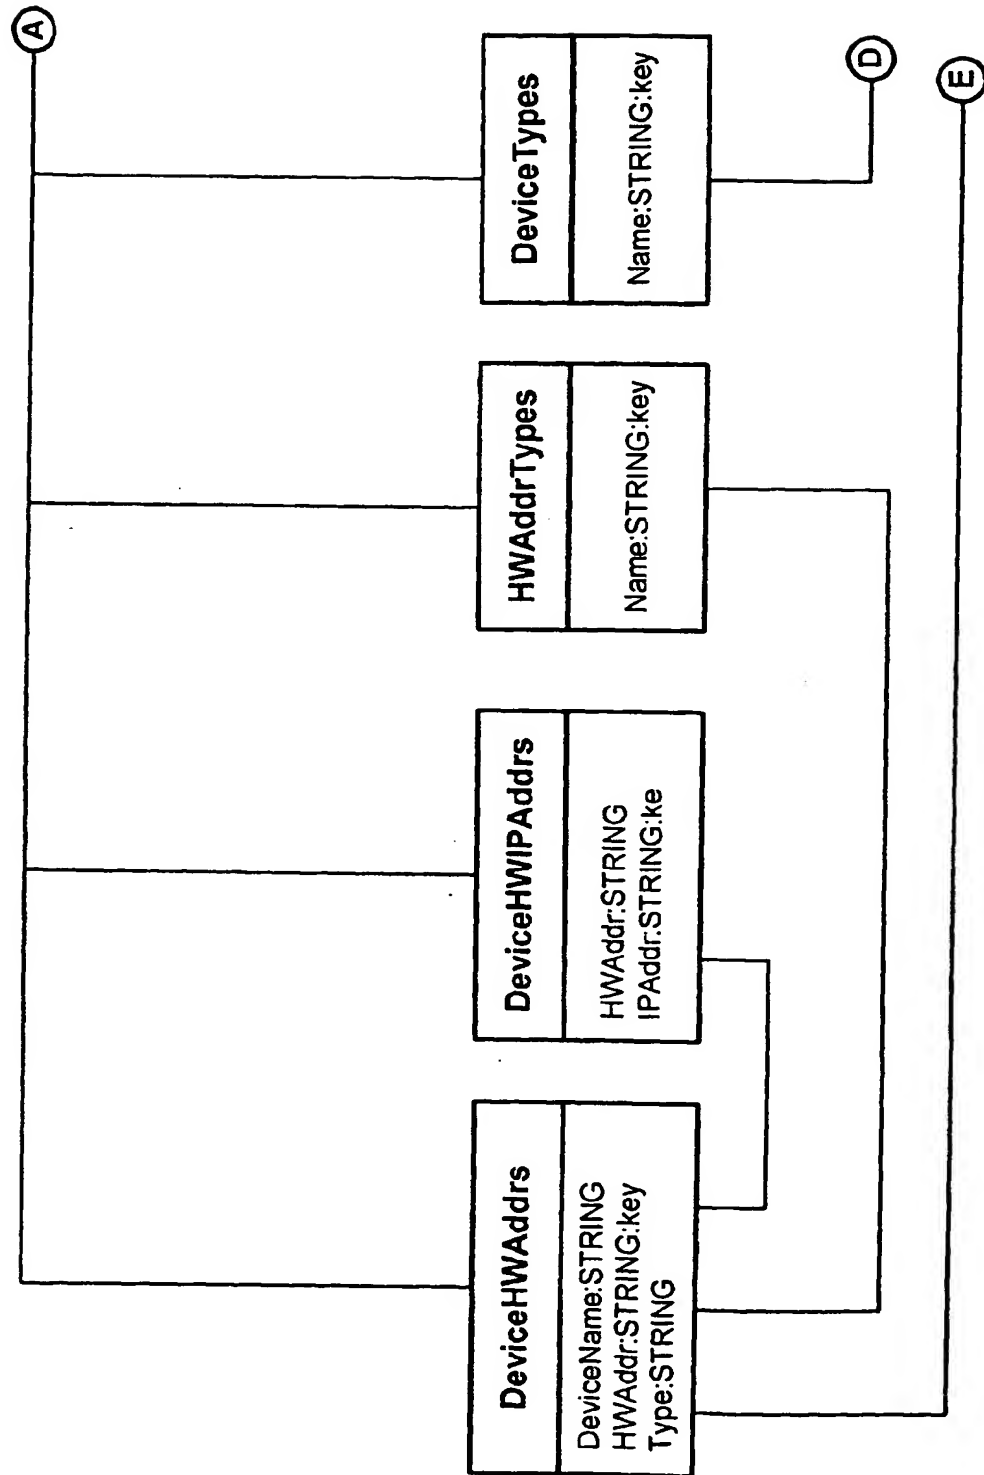 A
DeviceHWAddrs
DeviceName:STRING
HWAddr:STRING:key
Type:STRING
DeviceHWIPAddrs
HWAddr:STRING
IPAddr:STRING:ke
HWAddrTypes
Name:STRING:key
DeviceTypes
Name:STRING:key
D
E